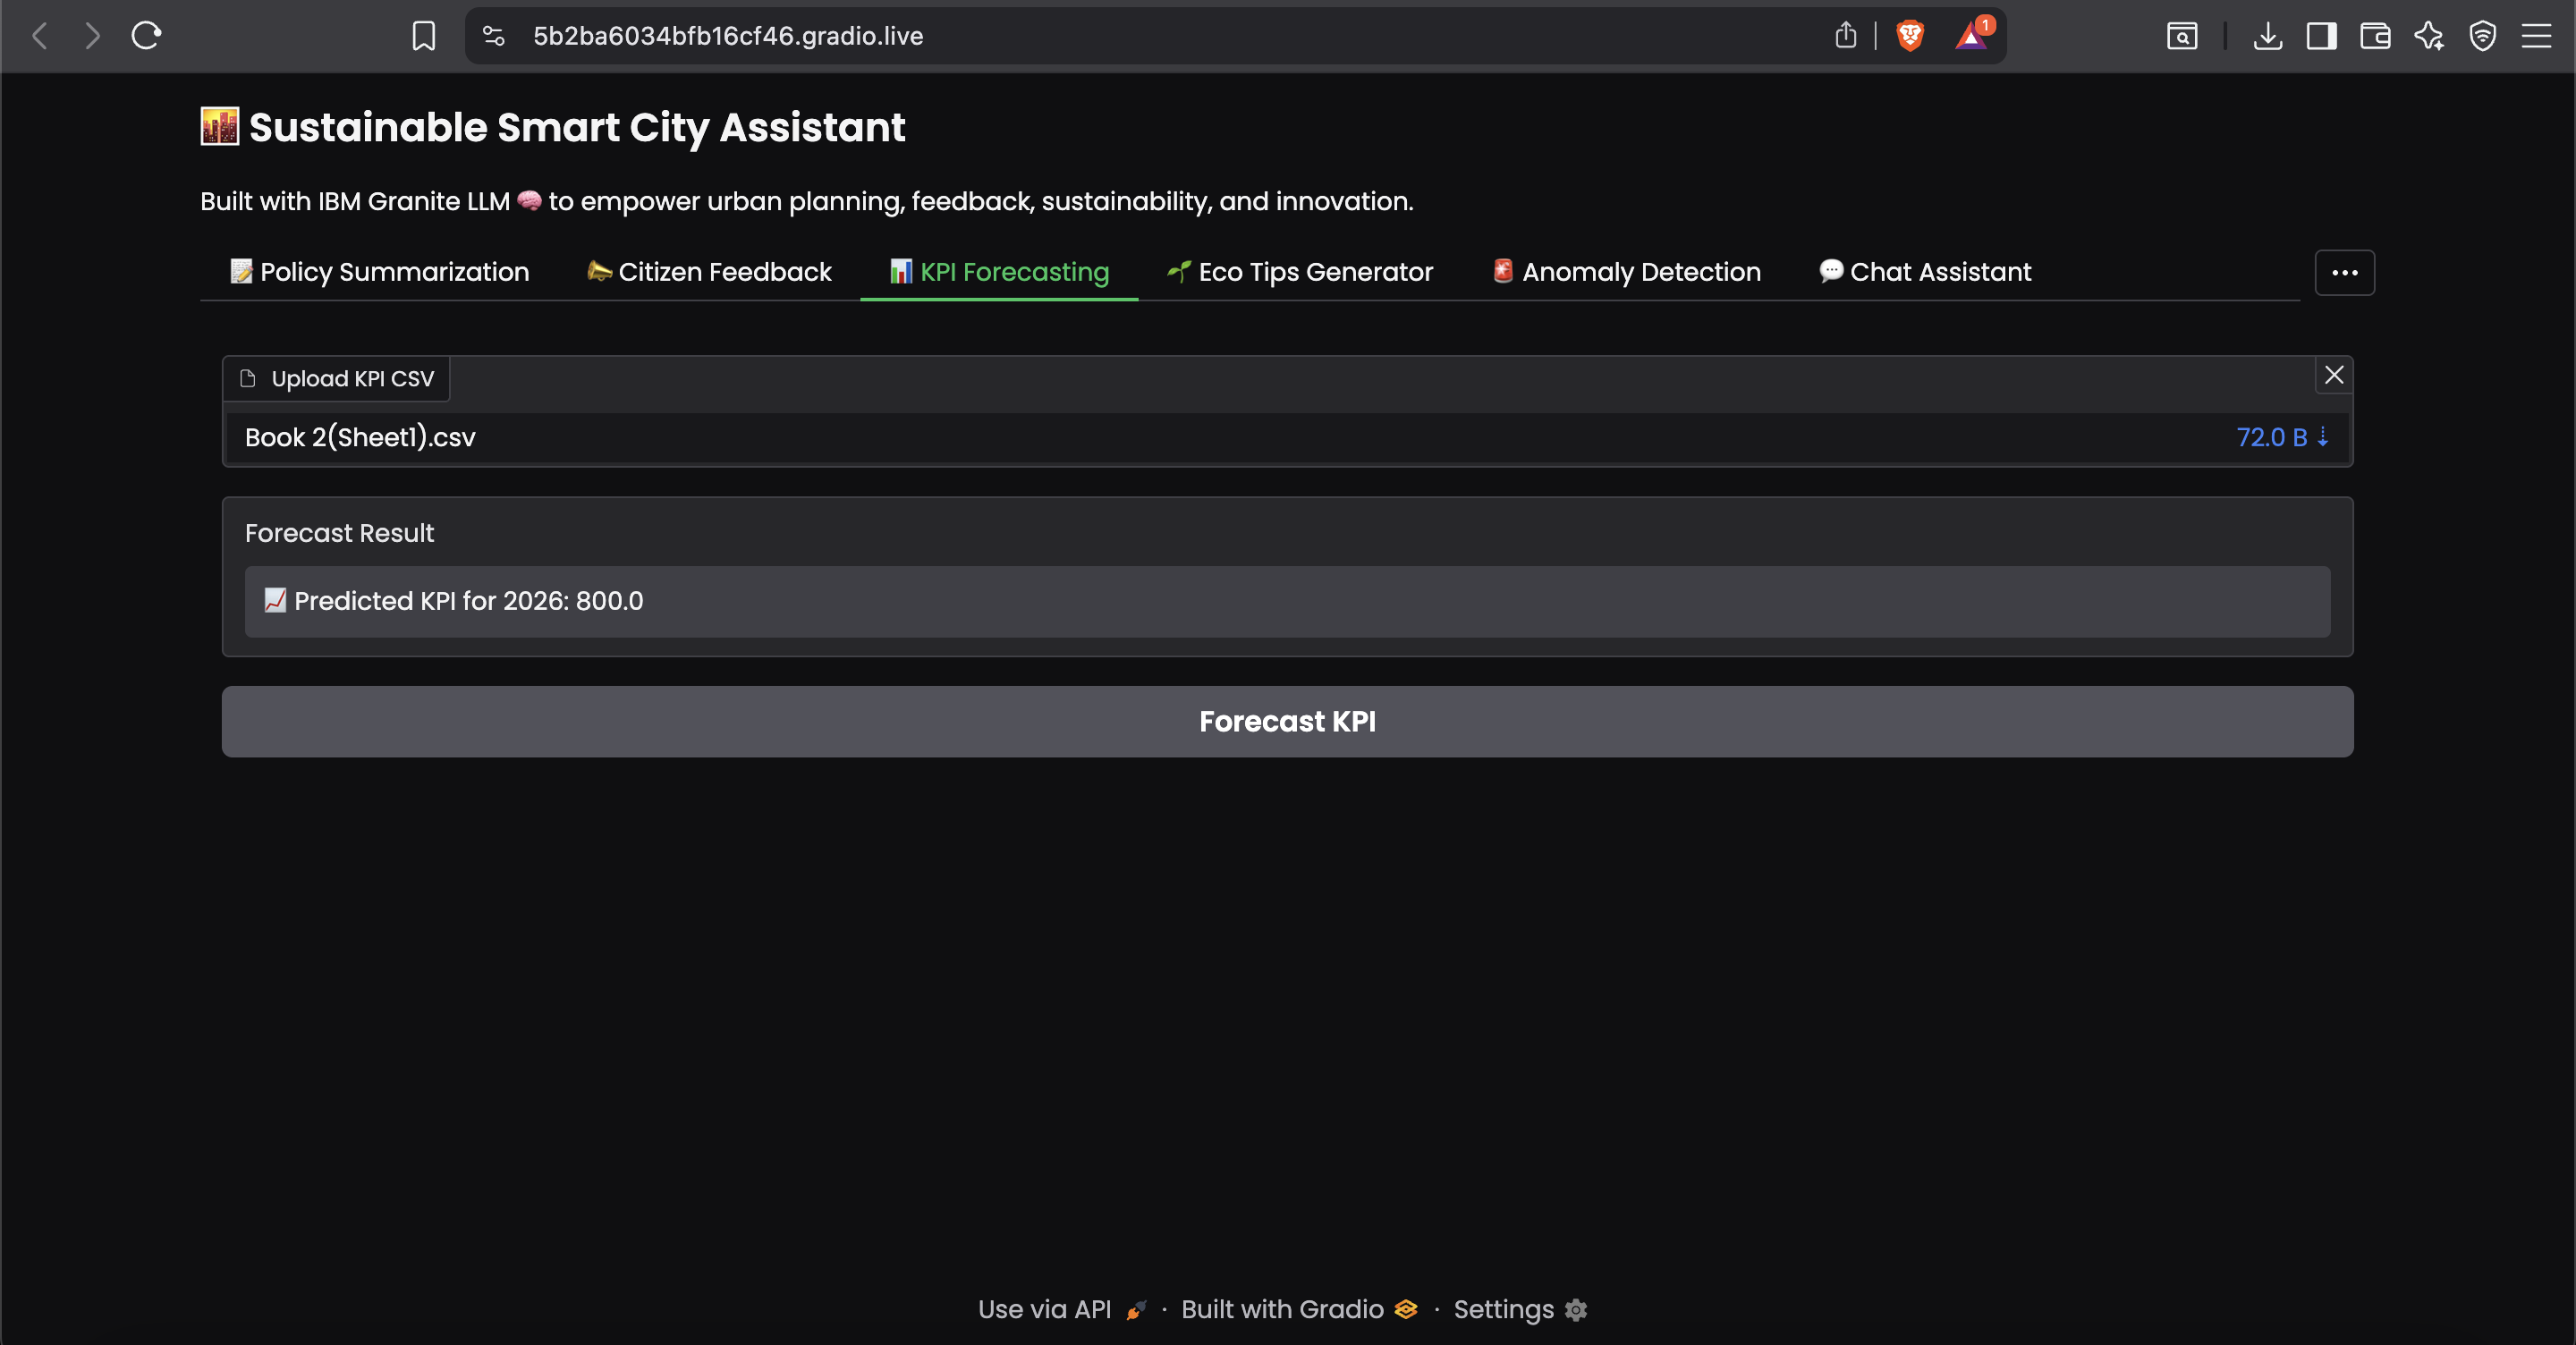 5b2ba6034bfb16cf46.gradio.live
1
🌇 Sustainable Smart City Assistant
Built with IBM Granite LLM 🧠 to empower urban planning, feedback, sustainability, and innovation.
📝 Policy Summarization 📣 Citizen Feedback 📊 KPI Forecasting 🌱 Eco Tips Generator 🚨 Anomaly Detection 💬 Chat Assistant
Upload KPI CSV
Book 2(Sheet1).csv 72.0 B ⇣
Forecast Result
📈 Predicted KPI for 2026: 800.0
Forecast KPI
Use via API · Built with Gradio · Settings